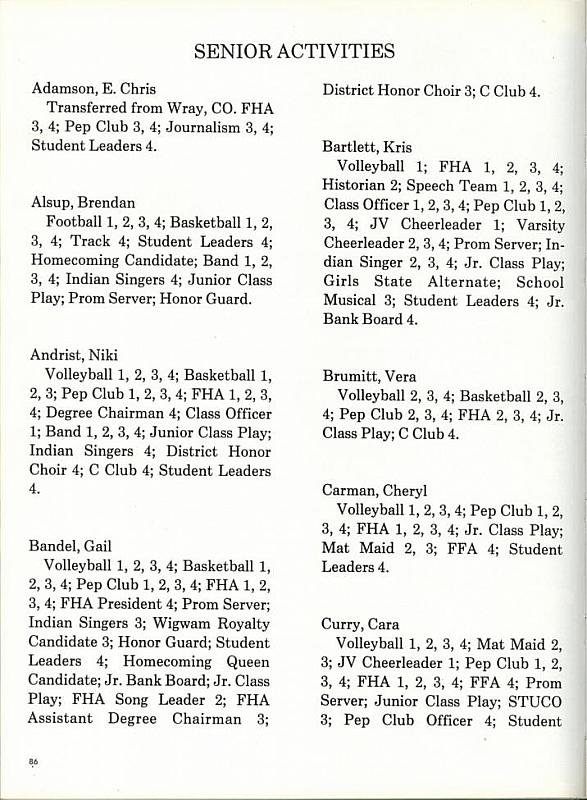 SENIOR ACTIVITIES
Adamson, E. Chris
Transferred from Wray, CO. FHA
3, 4; Pep Club 3, 4; Journalism 3, 4;
Student Leaders 4.
Alsup, Brendan
Football 1, 2, 3, 4; Basketball 1, 2,
3, 4; Track 4; Student Leaders 4;
Homecoming Candidate; Band 1, 2,
3, 4; Indian Singers 4; Junior Class
Play; Prom Server; Honor Guard.
Andrist, Niki
Volleyball 1, 2, 3, 4; Basketball 1,
2, 3; Pep Club 1, 2, 3, 4; FHA 1, 2, 3,
4; Degree Chairman 4; Class Officer
1; Band 1, 2, 3, 4; Junior Class Play;
Indian Singers 4; District Honor
Choir 4; C Club 4; Student Leaders
4.
Bandel, Gail
Volleyball 1, 2, 3, 4; Basketball 1,
2, 3, 4; Pep Club 1, 2, 3, 4; FHA 1, 2,
3, 4; FHA President 4; Prom Server;
Indian Singers 3; Wigwam Royalty
Candidate 3; Honor Guard; Student
Leaders 4; Homecoming Queen
Candidate; Jr. Bank Board; Jr. Class
Play; FHA Song Leader 2; FHA
Assistant Degree Chairman 3;
District Honor Choir 3; C Club 4.
Bartlett, Kris
Volleyball 1; FHA 1, 2, 3, 4;
Historian 2; Speech Team 1, 2, 3, 4;
Class Officer 1, 2, 3, 4; Pep Club 1, 2,
3, 4; JV Cheerleader 1; Varsity
Cheerleader 2, 3, 4; Prom Server; In-
dian Singer 2, 3, 4; Jr. Class Play;
Girls State Alternate; School
Musical 3; Student Leaders 4; Jr.
Bank Board 4.
Brumitt, Vera
Volleyball 2, 3, 4; Basketball 2, 3,
4; Pep Club 2, 3, 4; FHA 2, 3, 4; Jr.
Class Play; C Club 4.
Carman, Cheryl
Volleyball 1, 2, 3, 4; Pep Club 1, 2,
3, 4; FHA 1, 2, 3, 4; Jr. Class Play;
Mat Maid 2, 3; FFA 4; Student
Leaders 4.
Curry, Cara
Volleyball 1, 2, 3, 4; Mat Maid 2,
3; JV Cheerleader 1; Pep Club 1, 2,
3, 4; FHA 1, 2, 3, 4; FFA 4; Prom
Server; Junior Class Play; STUCO
3; Pep Club Officer 4; Student
86